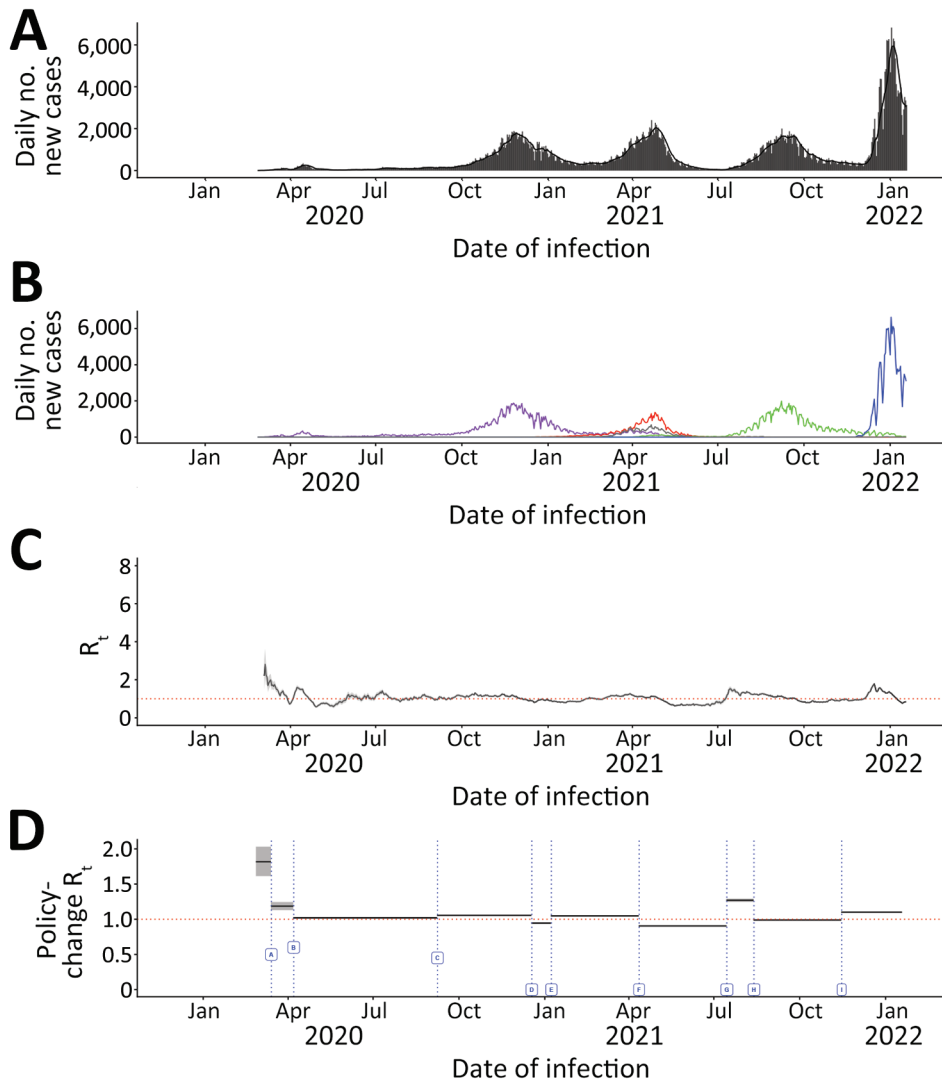 A
Daily no.
new cases
6,000
4,000
2,000
0
Jan Apr Jul Oct Jan Apr Jul Oct Jan
2020 2021 2022
Date of infection
B
Daily no.
new cases
6,000
4,000
2,000
0
Jan Apr Jul Oct Jan Apr Jul Oct Jan
2020 2021 2022
Date of infection
C
Rt
8
6
4
2
0
Jan Apr Jul Oct Jan Apr Jul Oct Jan
2020 2021 2022
Date of infection
D
Policy-
change Rt
2.0
1.5
1.0
0.5
0
A B C D E F G H I
Jan Apr Jul Oct Jan Apr Jul Oct Jan
2020 2021 2022
Date of infection